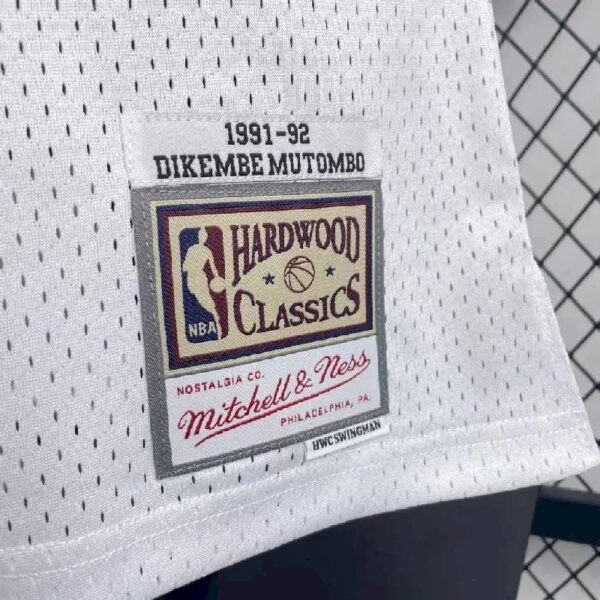 1991-92
DIKEMBE MUTOMBO
HARDWOOD
CLASSICS
NBA
NOSTALGIA CO.
Mitchell & Ness
PHILADELPHIA, PA.
HWC SWINGMAN